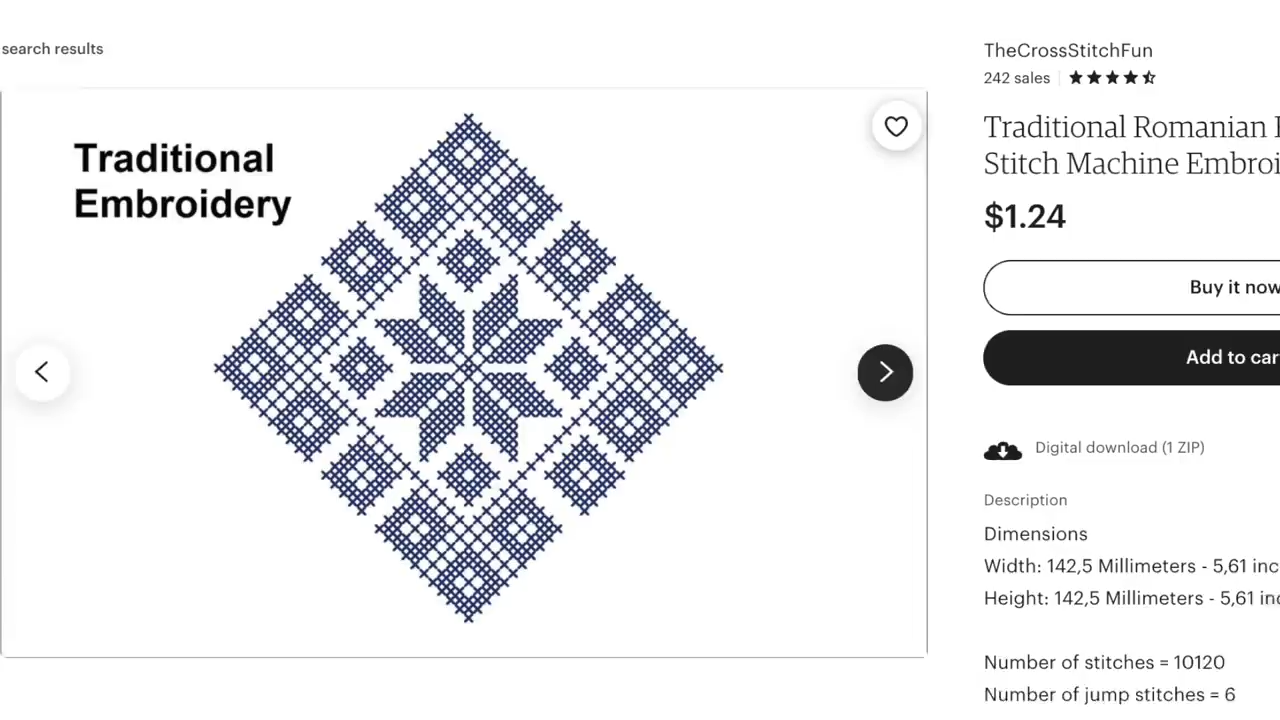 search results
Traditional
Embroidery
TheCrossStitchFun
242 sales
Traditional Romanian
Stitch Machine
$1.24
Buy it now
Add to
Digital download (1 ZIP)
Description
Dimensions
Width: 142,5 Millimeters - 5,61
Height: 142,5 Millimeters - 5,61
Number of stitches = 10120
Number of jump stitches = 6